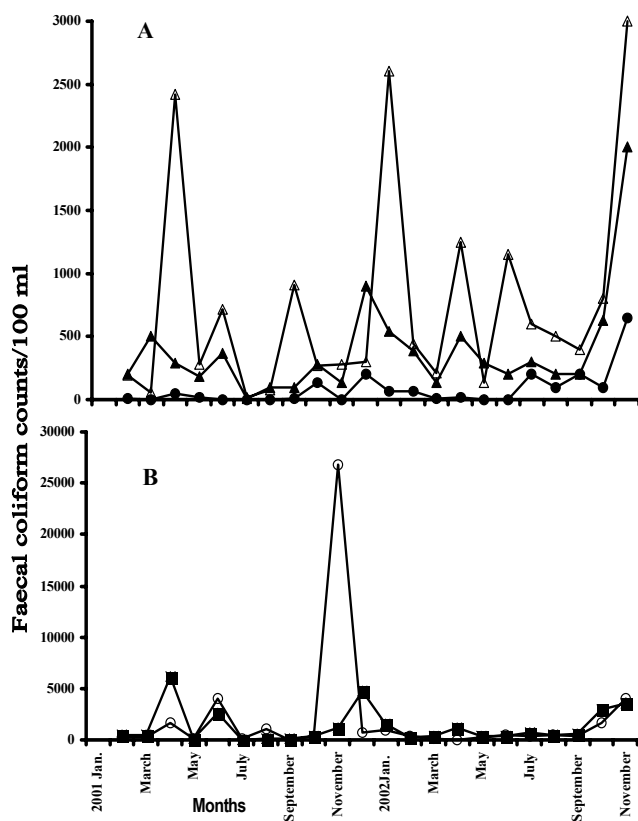 A
3000
2500
2000
1500
1000
500
0
B
30000
25000
20000
15000
10000
5000
0
Faecal coliform counts/100 ml
2001 Jan.
March
May
July
September
November
2002Jan.
March
May
July
September
November
Months